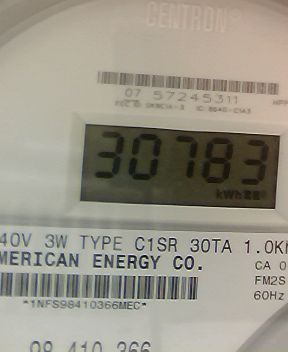 CENTRON®
07 57245311
30783
kWh
40V 3W TYPE C1SR 30TA 1.0K
MERICAN ENERGY CO.
CA 0
FM2S
60Hz
*1NFS98410366MEC*
98 410 366